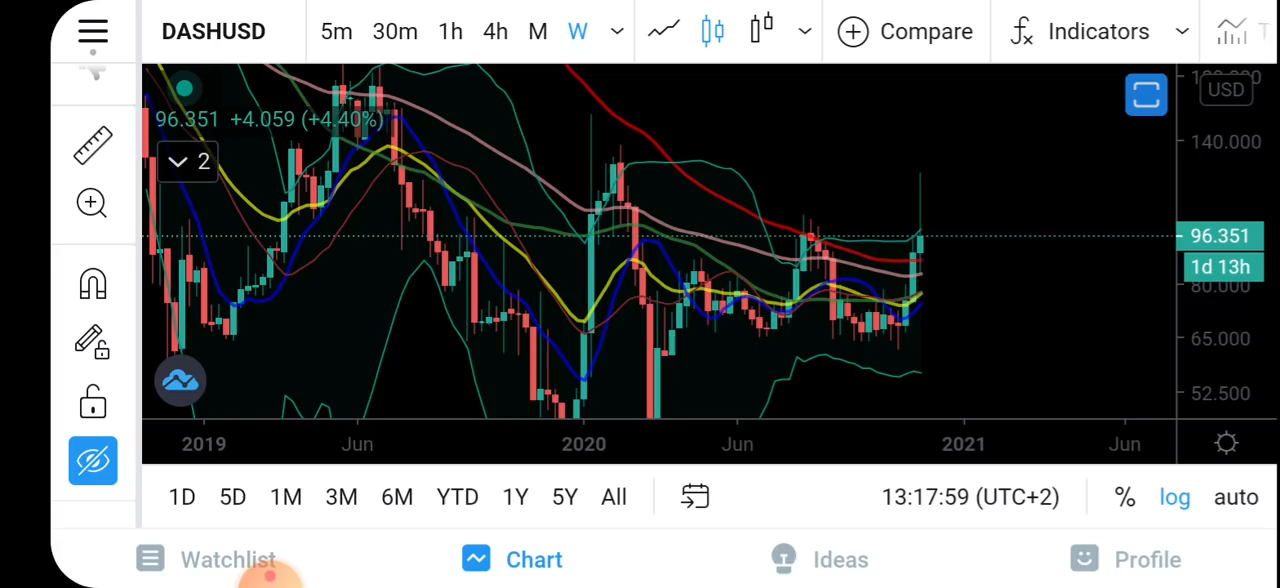 DASHUSD 5m 30m 1h 4h M W Compare Indicators
USD
96.351 +4.059 (+4.40%)
2
140.000
96.351
1d 13h
80.000
65.000
52.500
2019 Jun 2020 Jun 2021 Jun
1D 5D 1M 3M 6M YTD 1Y 5Y All 13:17:59 (UTC+2) % log auto
Watchlist Chart Ideas Profile